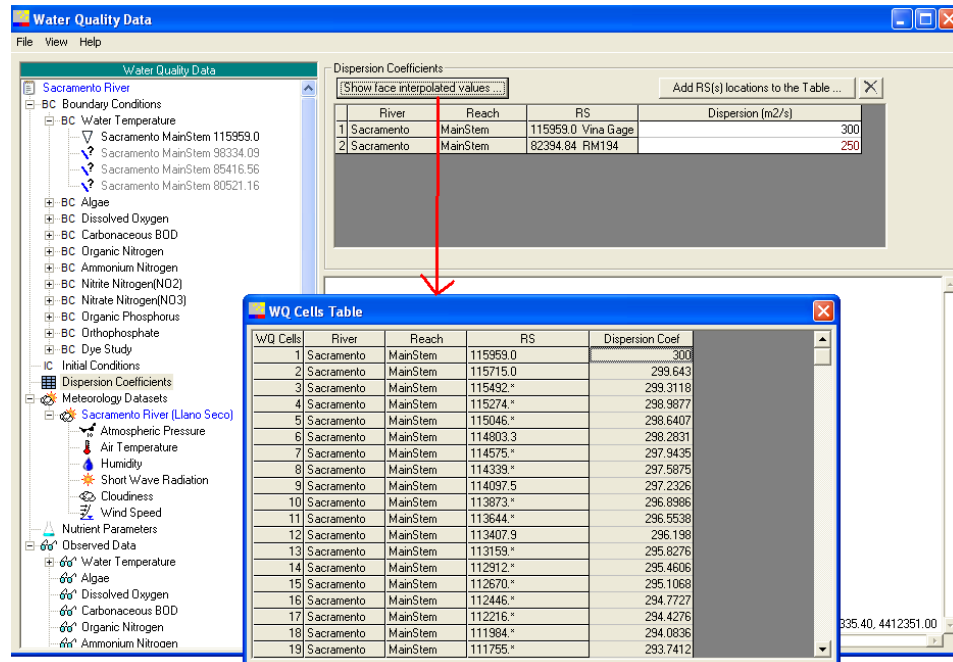 Water Quality Data
File View Help
Water Quality Data
Sacramento River
BC Boundary Conditions
BC Water Temperature
Sacramento MainStem 115959.0
Sacramento MainStem 98334.09
Sacramento MainStem 85416.56
Sacramento MainStem 80521.16
BC Algae
BC Dissolved Oxygen
BC Carbonaceous BOD
BC Organic Nitrogen
BC Ammonium Nitrogen
BC Nitrite Nitrogen(NO2)
BC Nitrate Nitrogen(NO3)
BC Organic Phosphorus
BC Orthophosphate
BC Dye Study
IC Initial Conditions
Dispersion Coefficients
Meteorology Datasets
Sacramento River (Llano Seco)
Atmospheric Pressure
Air Temperature
Humidity
Short Wave Radiation
Cloudiness
Wind Speed
Nutrient Parameters
Observed Data
Water Temperature
Algae
Dissolved Oxygen
Carbonaceous BOD
Organic Nitrogen
Ammonium Nitrogen
Dispersion Coefficients
Show face interpolated values ... Add RS(s) locations to the Table ...
River Reach RS Dispersion (m2/s)
1 Sacramento MainStem 115959.0 Vina Gage 300
2 Sacramento MainStem 82394.84 RM194 250
WQ Cells Table
WQ Cells River Reach RS Dispersion Coef
1 Sacramento MainStem 115959.0 300
2 Sacramento MainStem 115715.0 299.643
3 Sacramento MainStem 115492.* 299.3118
4 Sacramento MainStem 115274.* 298.9877
5 Sacramento MainStem 115046.* 298.6407
6 Sacramento MainStem 114803.3 298.2831
7 Sacramento MainStem 114575.* 297.9435
8 Sacramento MainStem 114339.* 297.5875
9 Sacramento MainStem 114097.5 297.2326
10 Sacramento MainStem 113873.* 296.8986
11 Sacramento MainStem 113644.* 296.5538
12 Sacramento MainStem 113407.9 296.198
13 Sacramento MainStem 113159.* 295.8276
14 Sacramento MainStem 112912.* 295.4606
15 Sacramento MainStem 112670.* 295.1068
16 Sacramento MainStem 112446.* 294.7727
17 Sacramento MainStem 112216.* 294.4276
18 Sacramento MainStem 111984.* 294.0836
19 Sacramento MainStem 111755.* 293.7412
335.40, 4412351.00